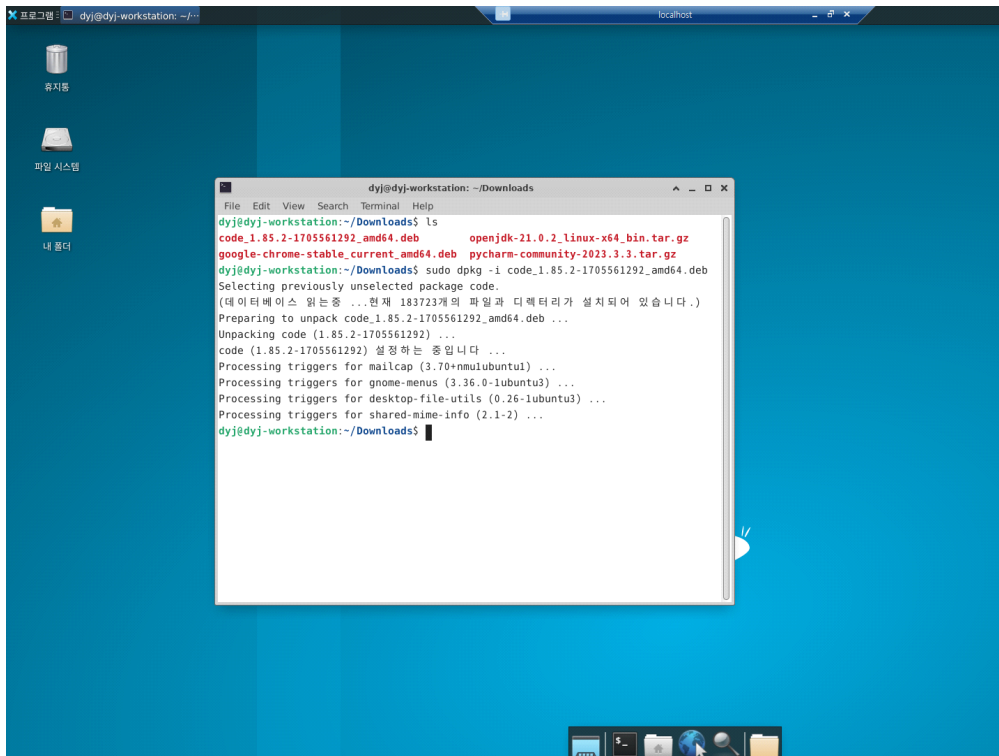 프로그램
dyj@dyj-workstation: ~/…
localhost
휴지통
파일 시스템
내 폴더
dyj@dyj-workstation: ~/Downloads
File Edit View Search Terminal Help
dyj@dyj-workstation:~/Downloads$ ls
code_1.85.2-1705561292_amd64.deb openjdk-21.0.2_linux-x64_bin.tar.gz
google-chrome-stable_current_amd64.deb pycharm-community-2023.3.3.tar.gz
dyj@dyj-workstation:~/Downloads$ sudo dpkg -i code_1.85.2-1705561292_amd64.deb
Selecting previously unselected package code.
(데이터베이스 읽는중 ...현재 183723개의 파일과 디렉터리가 설치되어 있습니다.)
Preparing to unpack code_1.85.2-1705561292_amd64.deb ...
Unpacking code (1.85.2-1705561292) ...
code (1.85.2-1705561292) 설정하는 중입니다 ...
Processing triggers for mailcap (3.70+nmu1ubuntu1) ...
Processing triggers for gnome-menus (3.36.0-1ubuntu3) ...
Processing triggers for desktop-file-utils (0.26-1ubuntu3) ...
Processing triggers for shared-mime-info (2.1-2) ...
dyj@dyj-workstation:~/Downloads$
$_